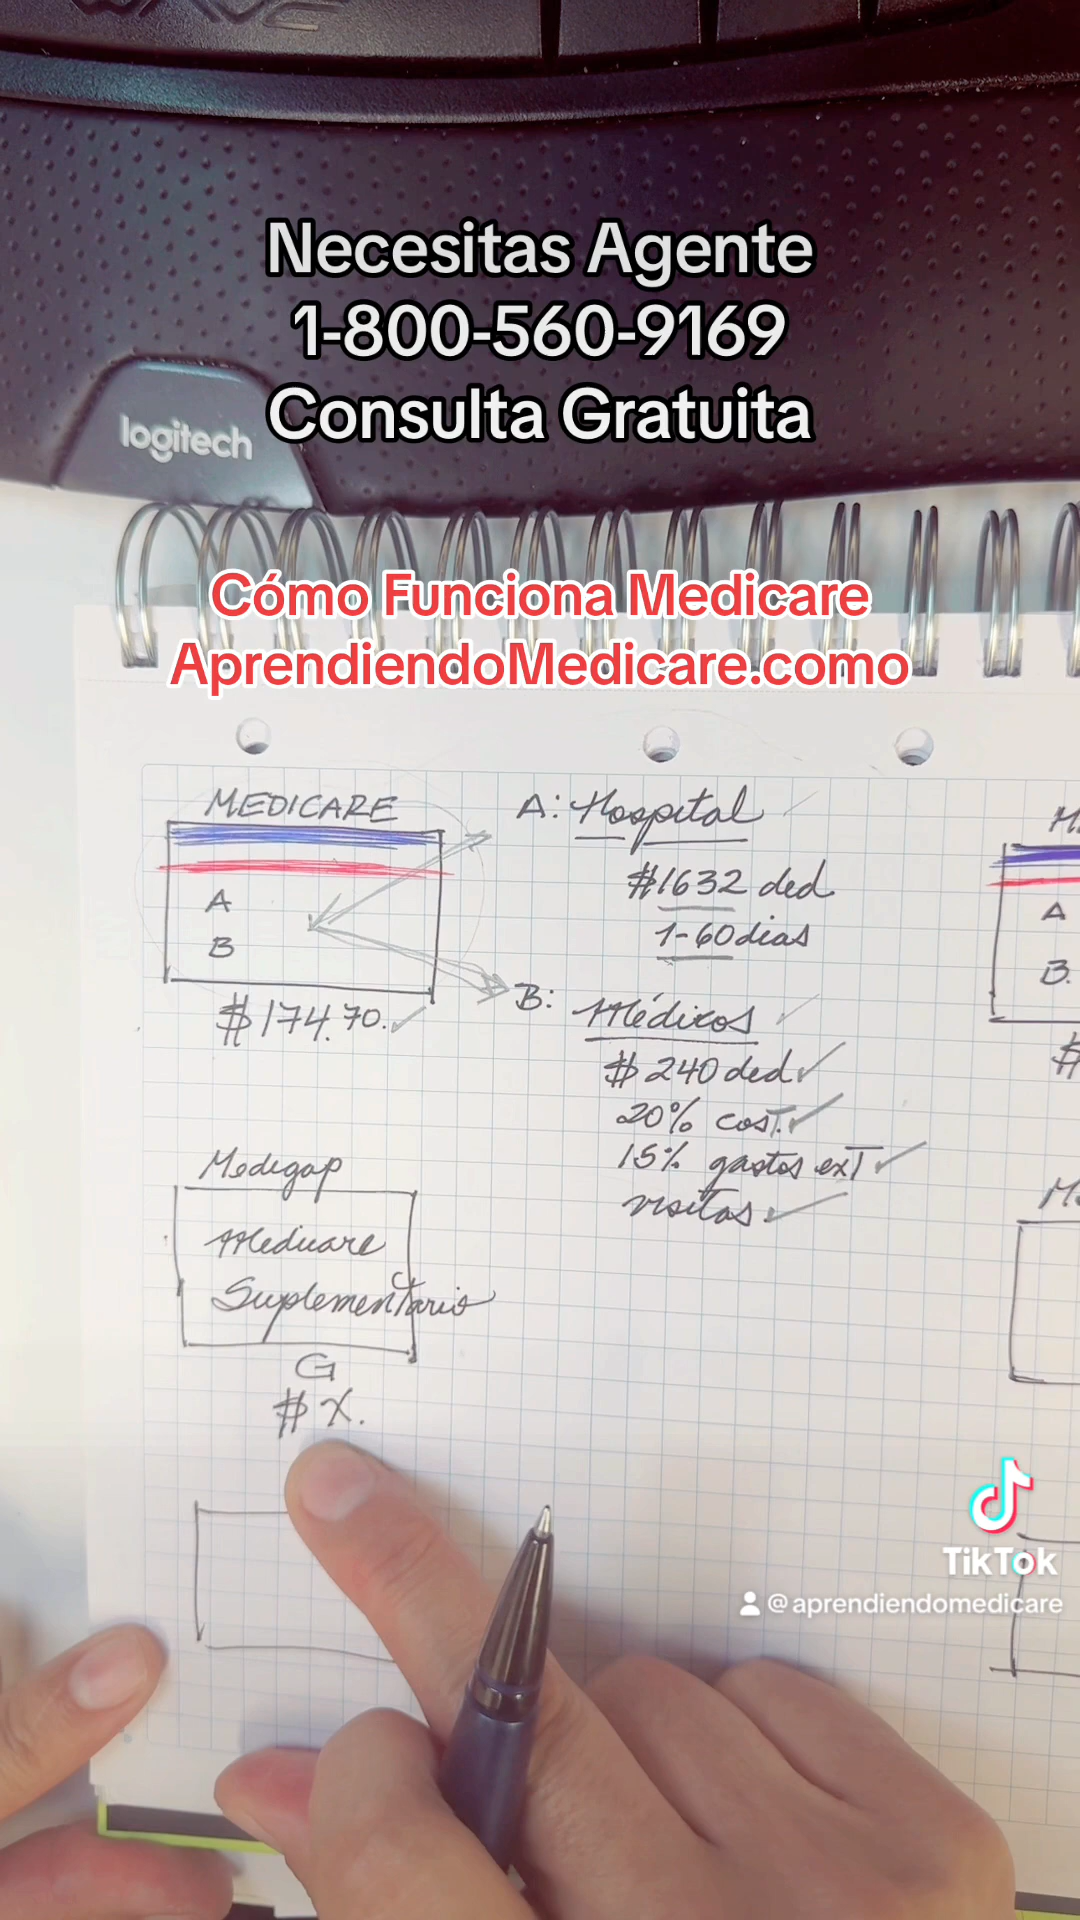 WAVE
logitech
Necesitas Agente
1-800-560-9169
Consulta Gratuita
Cómo Funciona Medicare
AprendiendoMedicare.como
MEDICARE
A
B
$174.70.
A: Hospital
$1632 ded
1-60 dias
B: Médicos
$240 ded
20% cosT.
15% gastos exT
visitas
Medigap
Medicare
SuplemenTario
G
$ X.
M
A
B.
$
M
TikTok
@aprendiendomedicare